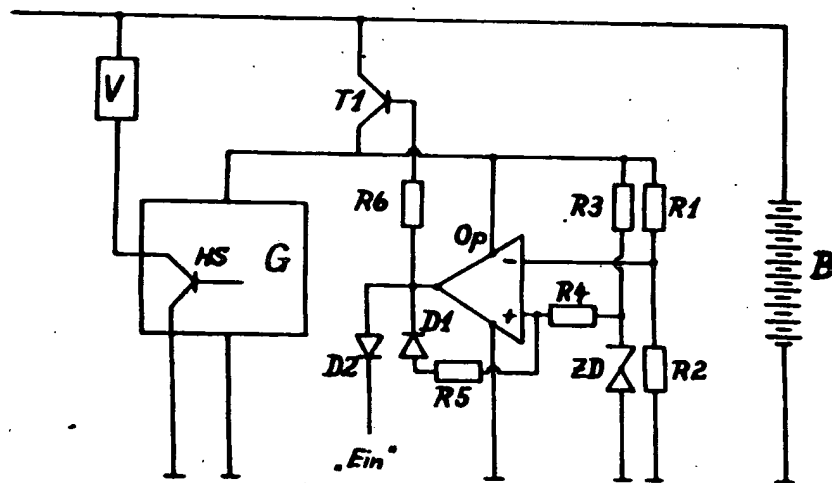 V
T1
R6
R3
R1
HS
G
Op
-
B
R4
+
D1
D2
ZD
R2
R5
„Ein“